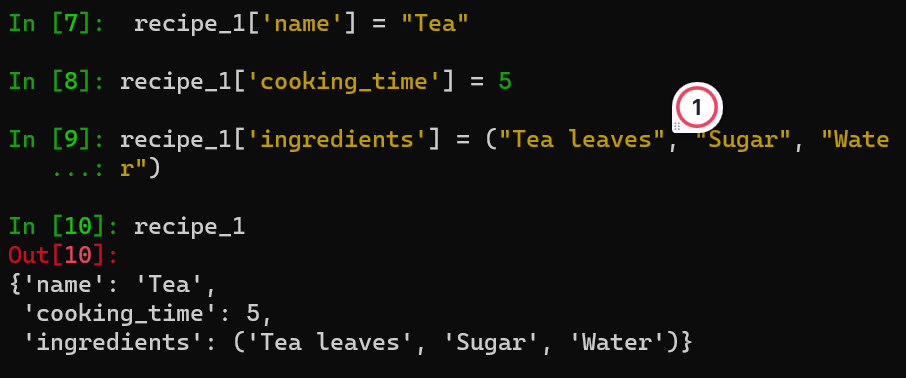 In [7]:  recipe_1['name'] = "Tea"
In [8]: recipe_1['cooking_time'] = 5
1
In [9]: recipe_1['ingredients'] = ("Tea leaves", "Sugar", "Wate
   ...: r")
In [10]: recipe_1
Out[10]:
{'name': 'Tea',
 'cooking_time': 5,
 'ingredients': ('Tea leaves', 'Sugar', 'Water')}